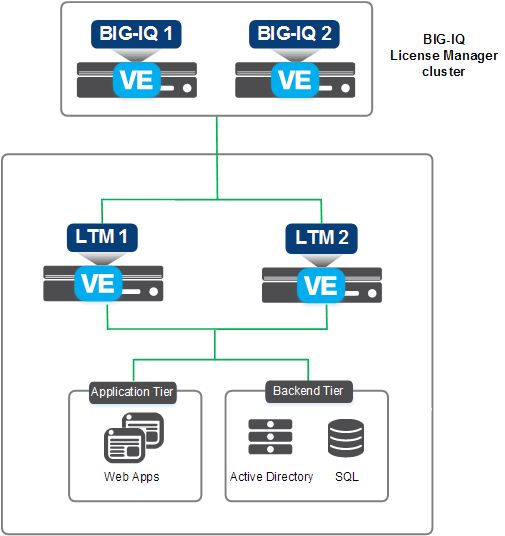 BIG-IQ 1
BIG-IQ 2
VE
VE
BIG-IQ
License Manager
cluster
LTM 1
LTM 2
VE
VE
Application Tier
Backend Tier
Web Apps
Active Directory
SQL